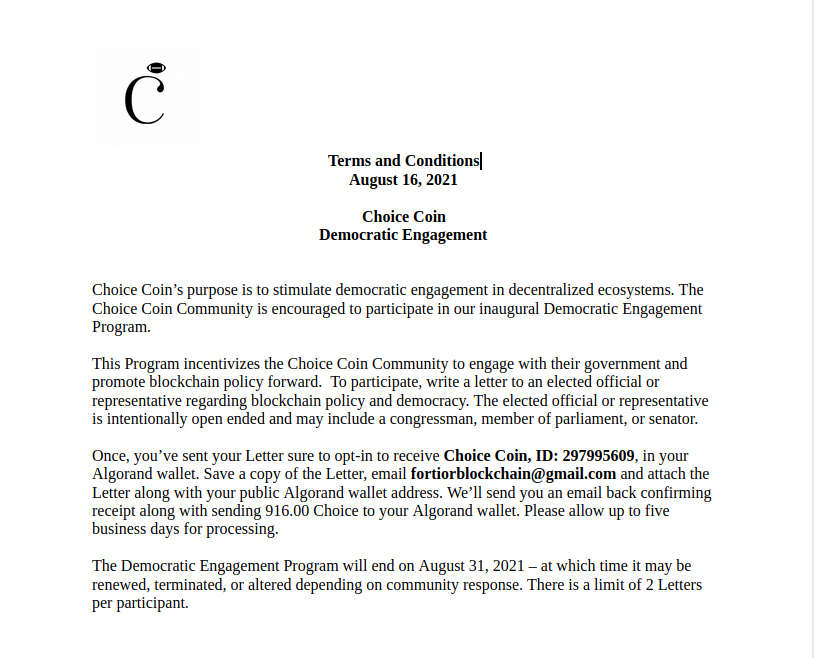 C
Terms and Conditions
August 16, 2021
Choice Coin
Democratic Engagement
Choice Coin’s purpose is to stimulate democratic engagement in decentralized ecosystems. The
Choice Coin Community is encouraged to participate in our inaugural Democratic Engagement
Program.
This Program incentivizes the Choice Coin Community to engage with their government and
promote blockchain policy forward.  To participate, write a letter to an elected official or
representative regarding blockchain policy and democracy. The elected official or representative
is intentionally open ended and may include a congressman, member of parliament, or senator.
Once, you’ve sent your Letter sure to opt-in to receive Choice Coin, ID: 297995609, in your
Algorand wallet. Save a copy of the Letter, email fortiorblockchain@gmail.com and attach the
Letter along with your public Algorand wallet address. We’ll send you an email back confirming
receipt along with sending 916.00 Choice to your Algorand wallet. Please allow up to five
business days for processing.
The Democratic Engagement Program will end on August 31, 2021 – at which time it may be
renewed, terminated, or altered depending on community response. There is a limit of 2 Letters
per participant.